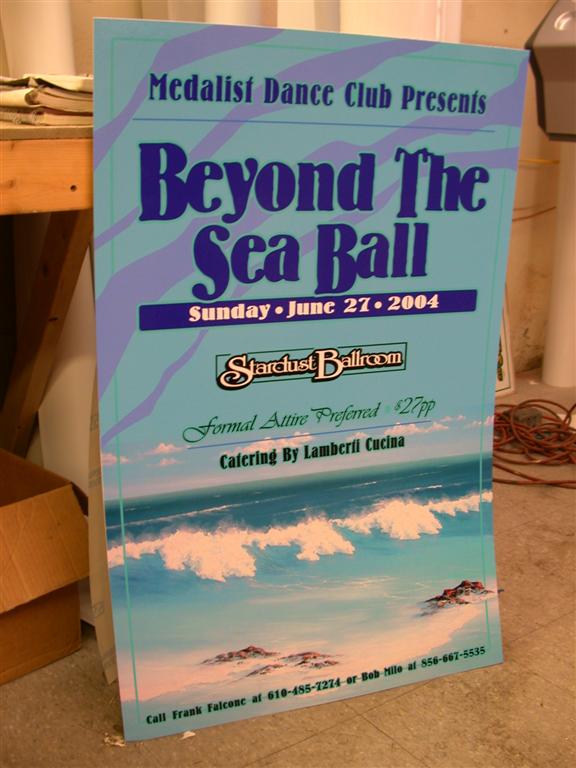 Medalist Dance Club Presents
Beyond The
Sea Ball
Sunday • June 27 • 2004
Stardust Ballroom
Formal Attire Preferred • $27pp
Catering By Lamberti Cucina
Call Frank Falcone at 610-485-7274 or Bob Milo at 856-667-5535